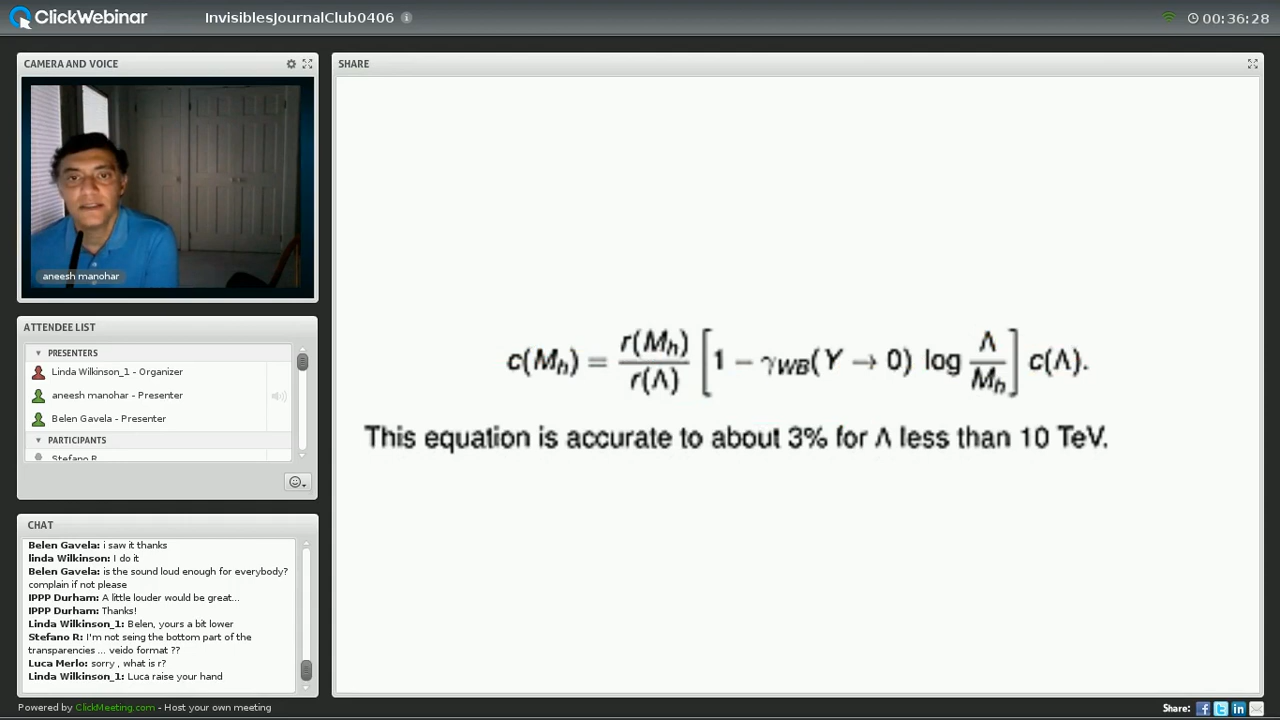 ClickWebinar
InvisiblesJournalClub0406
00:36:28
CAMERA AND VOICE
aneesh manohar
ATTENDEE LIST
PRESENTERS
Linda Wilkinson_1 - Organizer
aneesh manohar - Presenter
Belen Gavela - Presenter
PARTICIPANTS
Stefano R
CHAT
Belen Gavela: i saw it thanks
linda Wilkinson: I do it
Belen Gavela: is the sound loud enough for everybody?
complain if not please
IPPP Durham: A little louder would be great...
IPPP Durham: Thanks!
Linda Wilkinson_1: Belen, yours a bit lower
Stefano R: I'm not seing the bottom part of the
transparencies ... veido format ??
Luca Merlo: sorry , what is r?
Linda Wilkinson_1: Luca raise your hand
SHARE
c(M_h) = r(M_h)/r(Λ) [1 − γ_WB(Y → 0) log Λ/M_h] c(Λ).
This equation is accurate to about 3% for Λ less than 10 TeV.
Powered by ClickMeeting.com - Host your own meeting
Share: